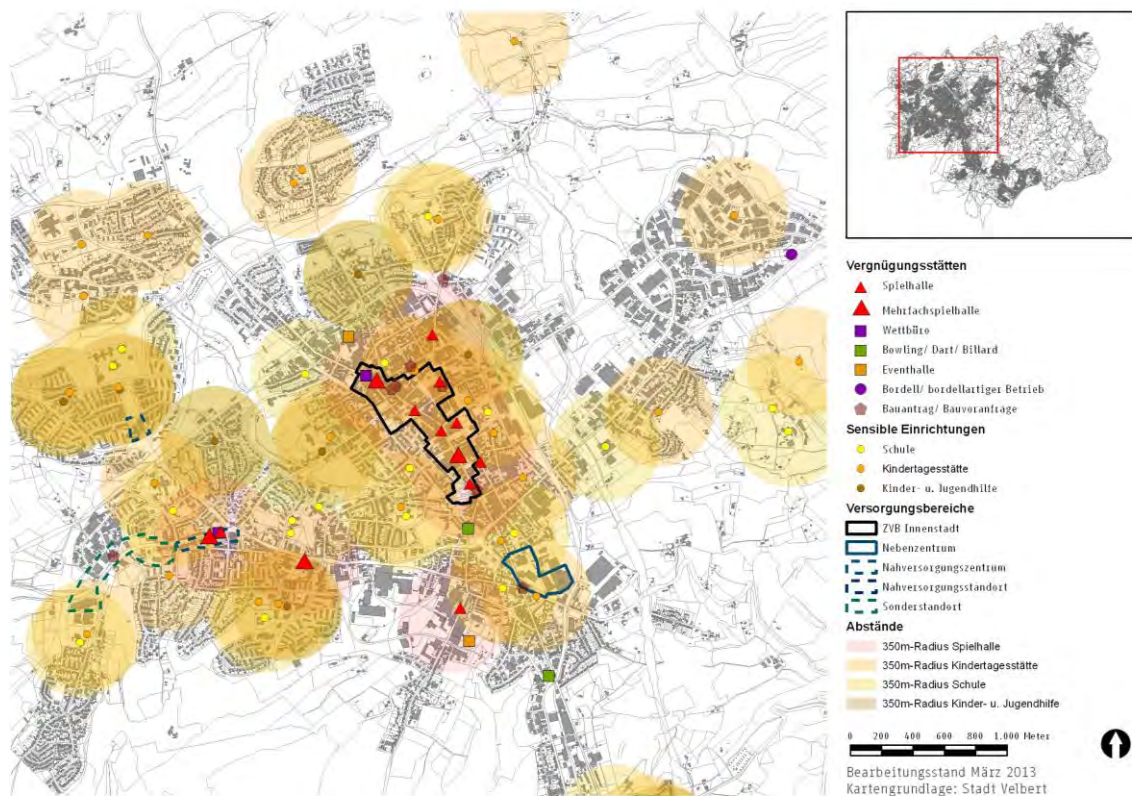 Vergnügungsstätten
Spielhalle
Mehrfachspielhalle
Wettbüro
Bowling/ Dart/ Billard
Eventhalle
Bordell/ bordellartiger Betrieb
Bauantrag/ Bauvoranfrage
Sensible Einrichtungen
Schule
Kindertagesstätte
Kinder- u. Jugendhilfe
Versorgungsbereiche
ZVB Innenstadt
Nebenzentrum
Nahversorgungszentrum
Nahversorgungsstandort
Sonderstandort
Abstände
350m-Radius Spielhalle
350m-Radius Kindertagesstätte
350m-Radius Schule
350m-Radius Kinder- u. Jugendhilfe
0 200 400 600 800 1.000 Meter
Bearbeitungsstand März 2013
Kartengrundlage: Stadt Velbert